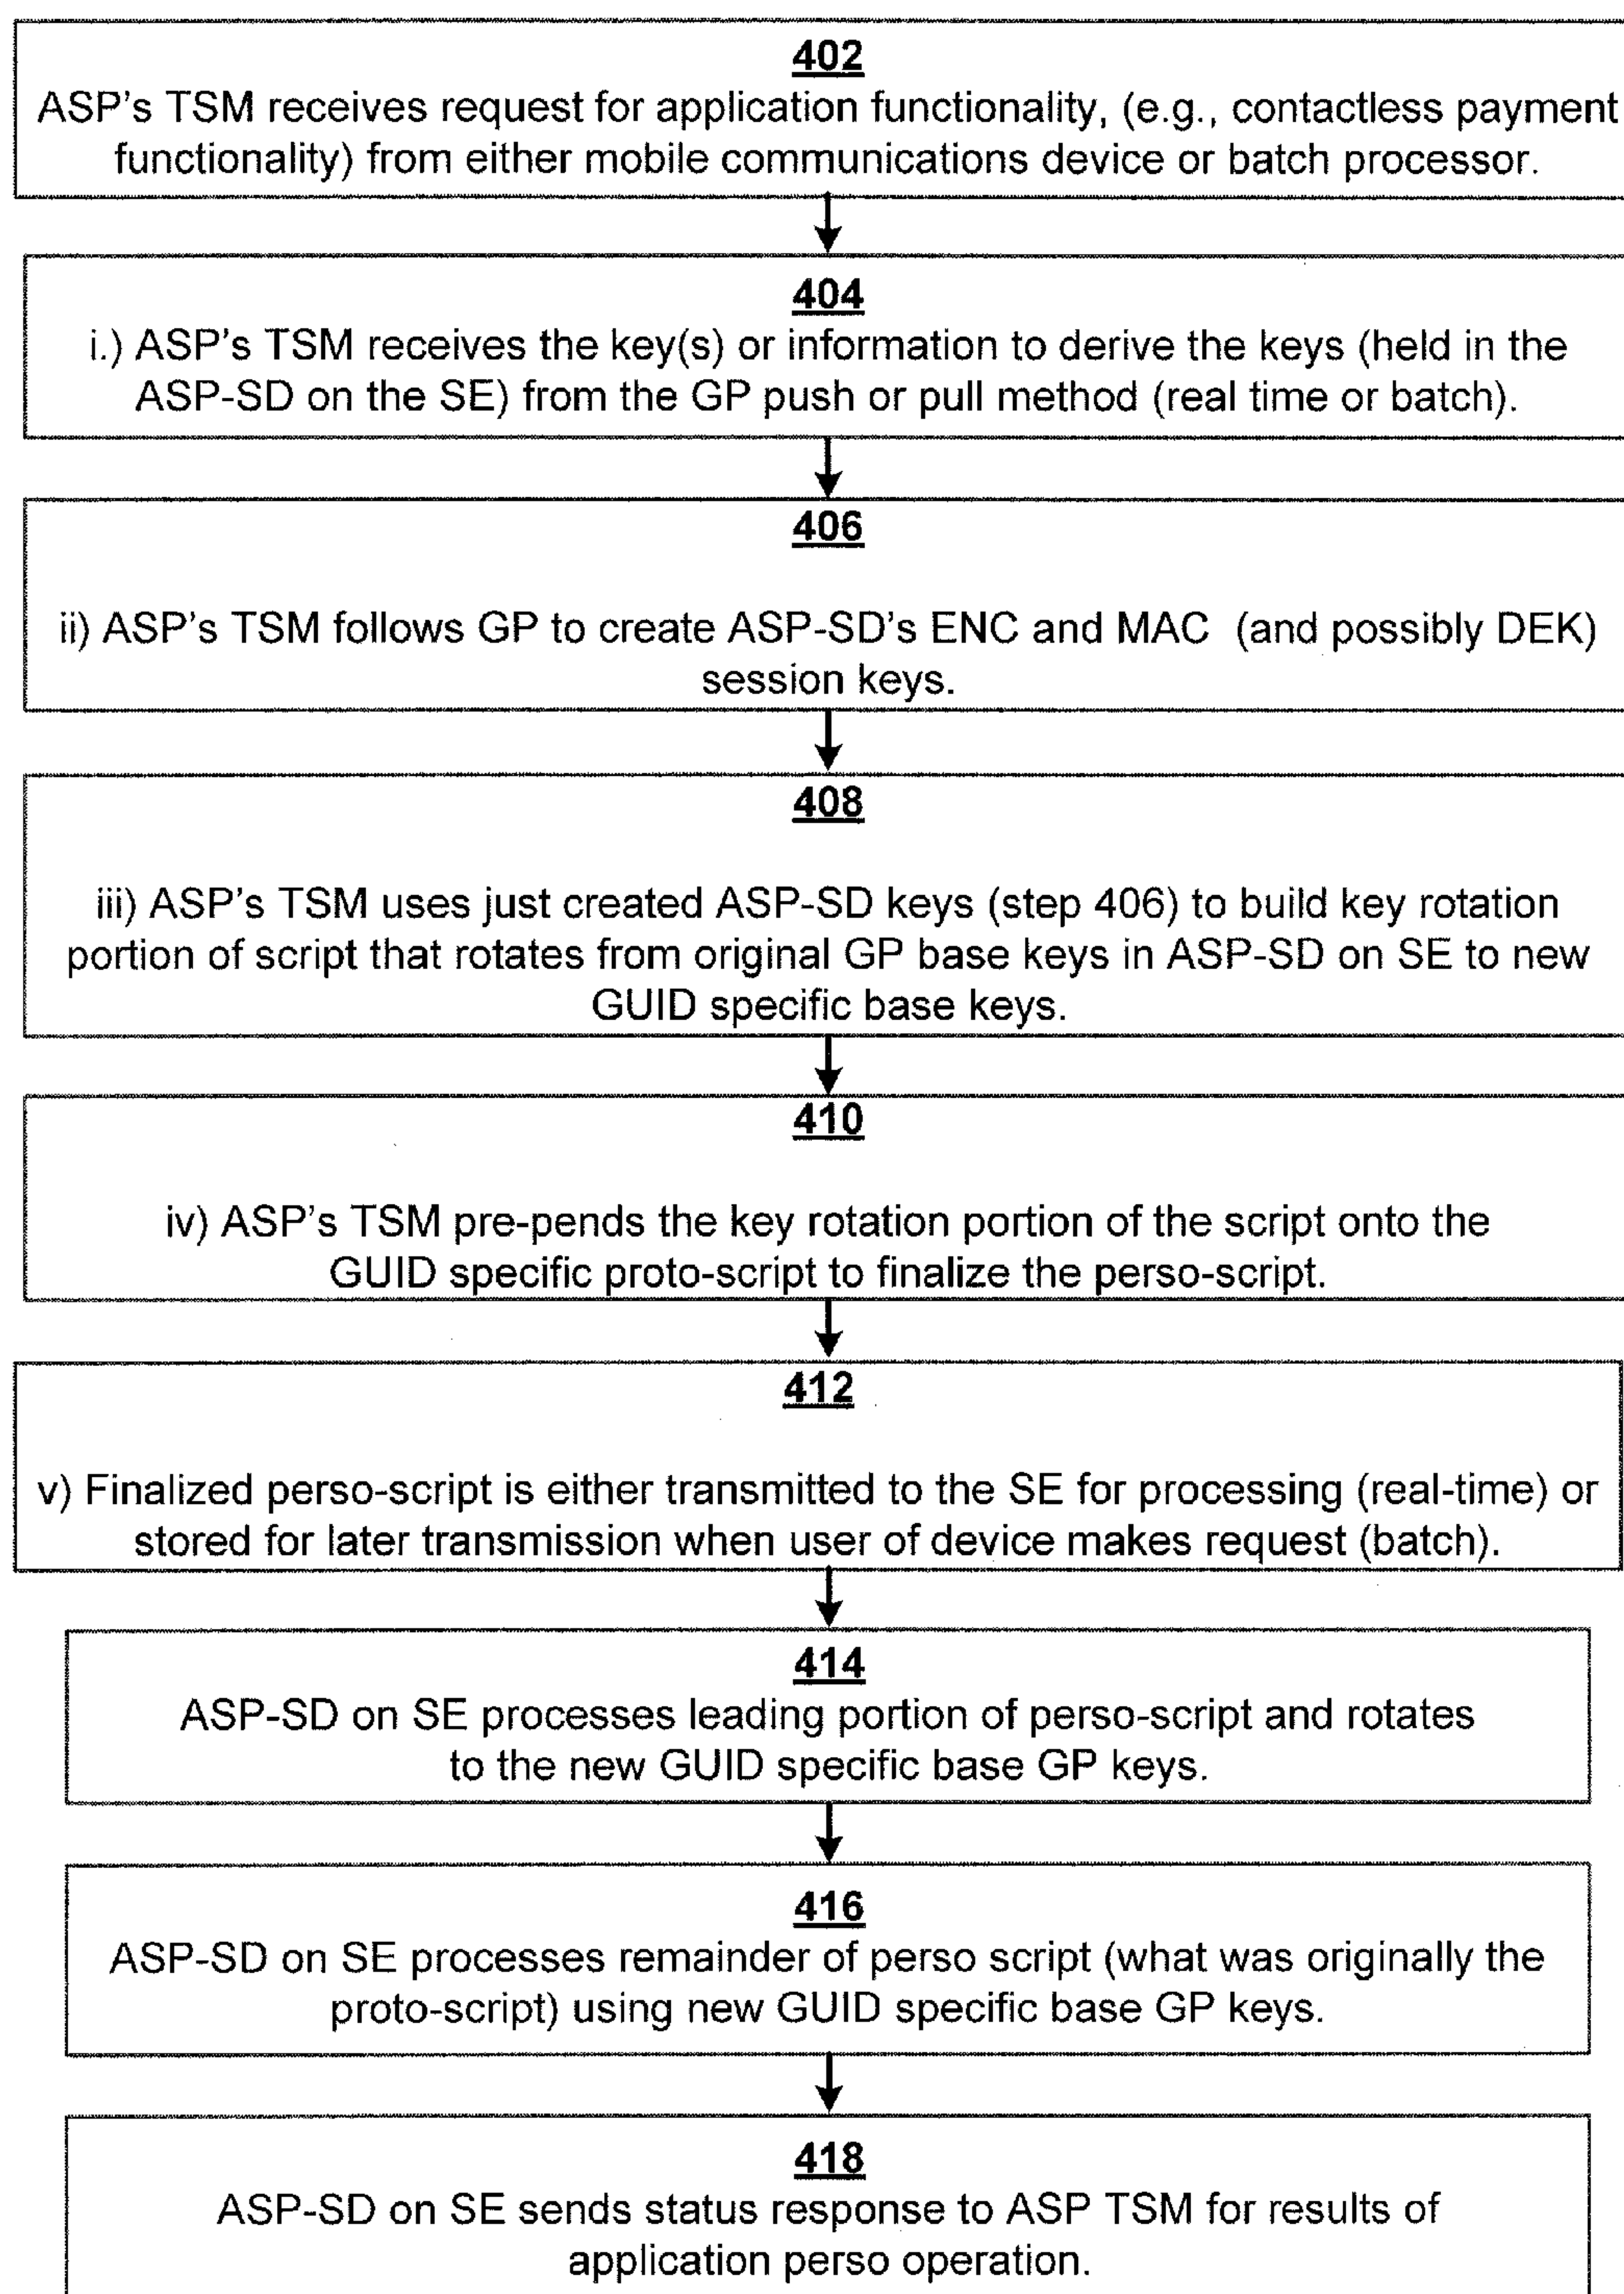 402
ASP's TSM receives request for application functionality, (e.g., contactless payment
functionality) from either mobile communications device or batch processor.
404
i.) ASP's TSM receives the key(s) or information to derive the keys (held in the
ASP-SD on the SE) from the GP push or pull method (real time or batch).
406
ii) ASP's TSM follows GP to create ASP-SD's ENC and MAC (and possibly DEK)
session keys.
408
iii) ASP's TSM uses just created ASP-SD keys (step 406) to build key rotation
portion of script that rotates from original GP base keys in ASP-SD on SE to new
GUID specific base keys.
410
iv) ASP's TSM pre-pends the key rotation portion of the script onto the
GUID specific proto-script to finalize the perso-script.
412
v) Finalized perso-script is either transmitted to the SE for processing (real-time) or
stored for later transmission when user of device makes request (batch).
414
ASP-SD on SE processes leading portion of perso-script and rotates
to the new GUID specific base GP keys.
416
ASP-SD on SE processes remainder of perso script (what was originally the
proto-script) using new GUID specific base GP keys.
418
ASP-SD on SE sends status response to ASP TSM for results of
application perso operation.